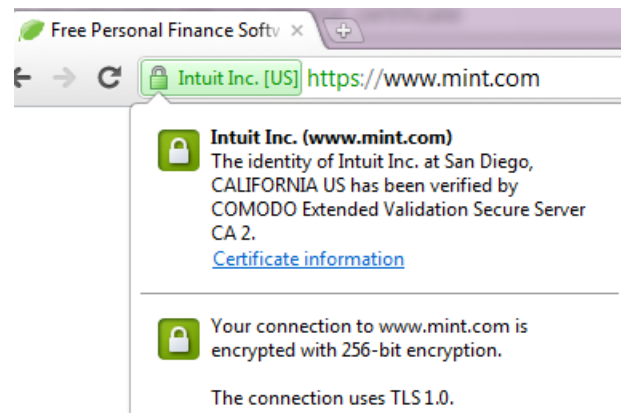 Free Personal Finance Softv
Intuit Inc. [US] https://www.mint.com
Intuit Inc. (www.mint.com)
The identity of Intuit Inc. at San Diego,
CALIFORNIA US has been verified by
COMODO Extended Validation Secure Server
CA 2.
Certificate information
Your connection to www.mint.com is
encrypted with 256-bit encryption.
The connection uses TLS 1.0.